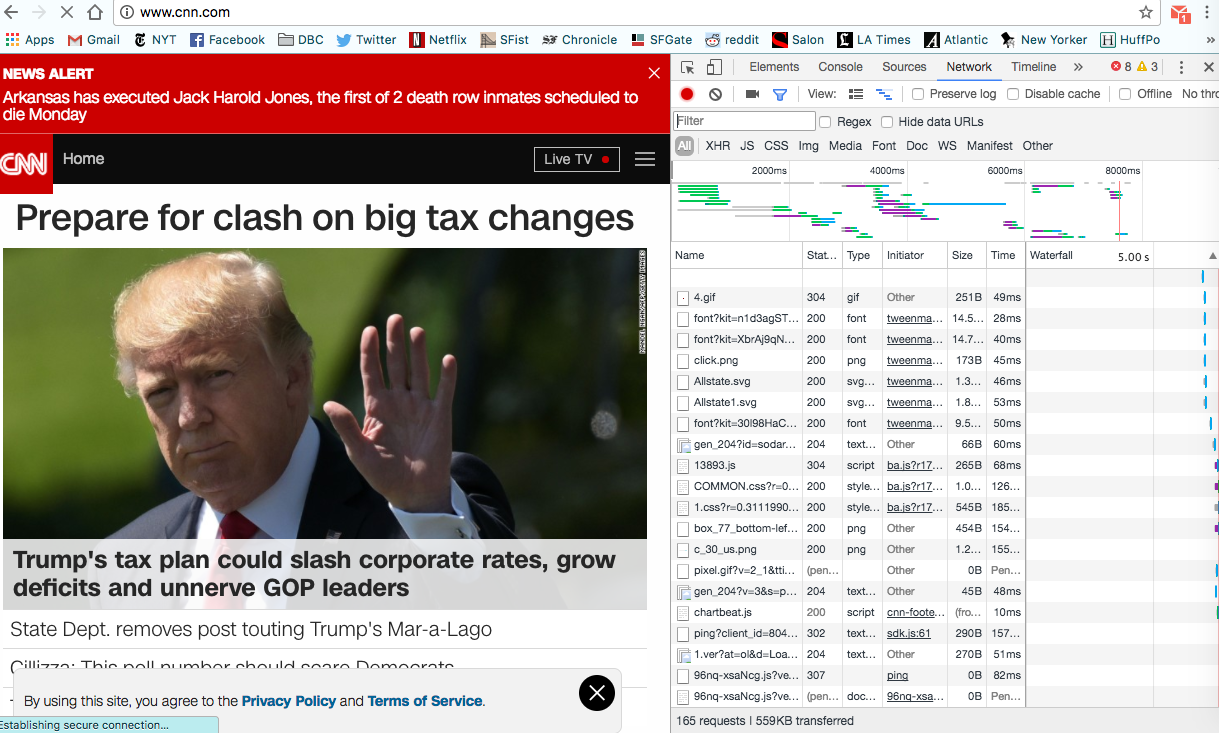 www.cnn.com
1
Apps Gmail NYT Facebook DBC Twitter Netflix SFist Chronicle SFGate reddit Salon LA Times Atlantic New Yorker HuffPo »
NEWS ALERT
Arkansas has executed Jack Harold Jones, the first of 2 death row inmates scheduled to
die Monday
CNN Home Live TV
Prepare for clash on big tax changes
Trump's tax plan could slash corporate rates, grow
deficits and unnerve GOP leaders
State Dept. removes post touting Trump's Mar-a-Lago
Cillizza: This poll number should scare Democrats
By using this site, you agree to the Privacy Policy and Terms of Service.
Establishing secure connection...
Elements Console Sources Network Timeline » 8 3
View: Preserve log Disable cache Offline No thro
Filter Regex Hide data URLs
All XHR JS CSS Img Media Font Doc WS Manifest Other
2000ms 4000ms 6000ms 8000ms
Name Stat... Type Initiator Size Time Waterfall 5.00 s
4.gif 304 gif Other 251B 49ms
font?kit=n1d3agST... 200 font tweenma... 14.5... 28ms
font?kit=XbrAj9qN... 200 font tweenma... 14.7... 40ms
click.png 200 png tweenma... 173B 45ms
Allstate.svg 200 svg... tweenma... 1.3... 46ms
Allstate1.svg 200 svg... tweenma... 1.8... 53ms
font?kit=30l98HaC... 200 font tweenma... 9.5... 50ms
gen_204?id=sodar... 204 text... Other 66B 60ms
13893.js 304 script ba.js?r17... 265B 68ms
COMMON.css?r=0... 200 style... ba.js?r17... 1.0... 126...
1.css?r=0.3111990... 200 style... ba.js?r17... 545B 185...
box_77_bottom-lef... 200 png Other 454B 154...
c_30_us.png 200 png Other 1.2... 155...
pixel.gif?v=2_1&tti... (pen... Other 0B Pen...
gen_204?v=3&s=p... 204 text... Other 45B 48ms
chartbeat.js 200 script cnn-foote... (fro... 10ms
ping?client_id=804... 302 text... sdk.js:61 290B 157...
1.ver?at=ol&d=Loa... 204 text... Other 270B 51ms
96nq-xsaNcg.js?ve... 307 ping 0B 82ms
96nq-xsaNcg.js?ve... (pen... doc... 96nq-xsa... 0B Pen...
165 requests | 559KB transferred